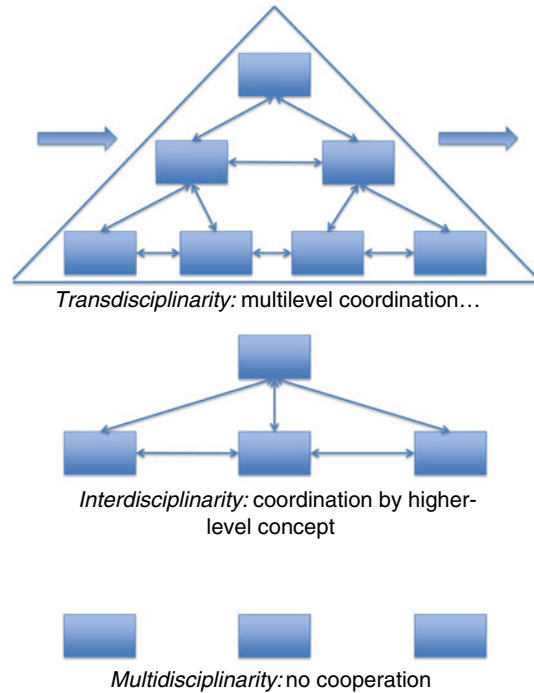 Transdisciplinarity: multilevel coordination…
Interdisciplinarity: coordination by higher-
level concept
Multidisciplinarity: no cooperation